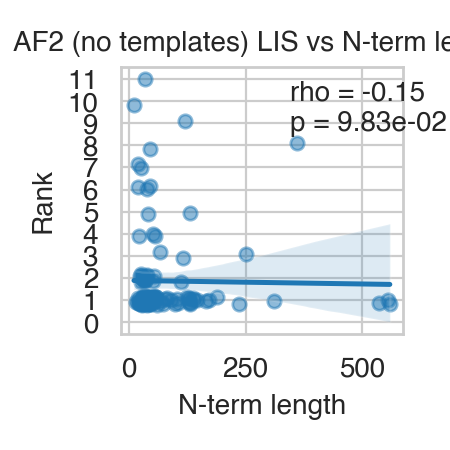 AF2 (no templates) LIS vs N-term le
rho = -0.15
p = 9.83e-02
11
10
9
8
7
6
5
4
3
2
1
0
Rank
0 250 500
N-term length